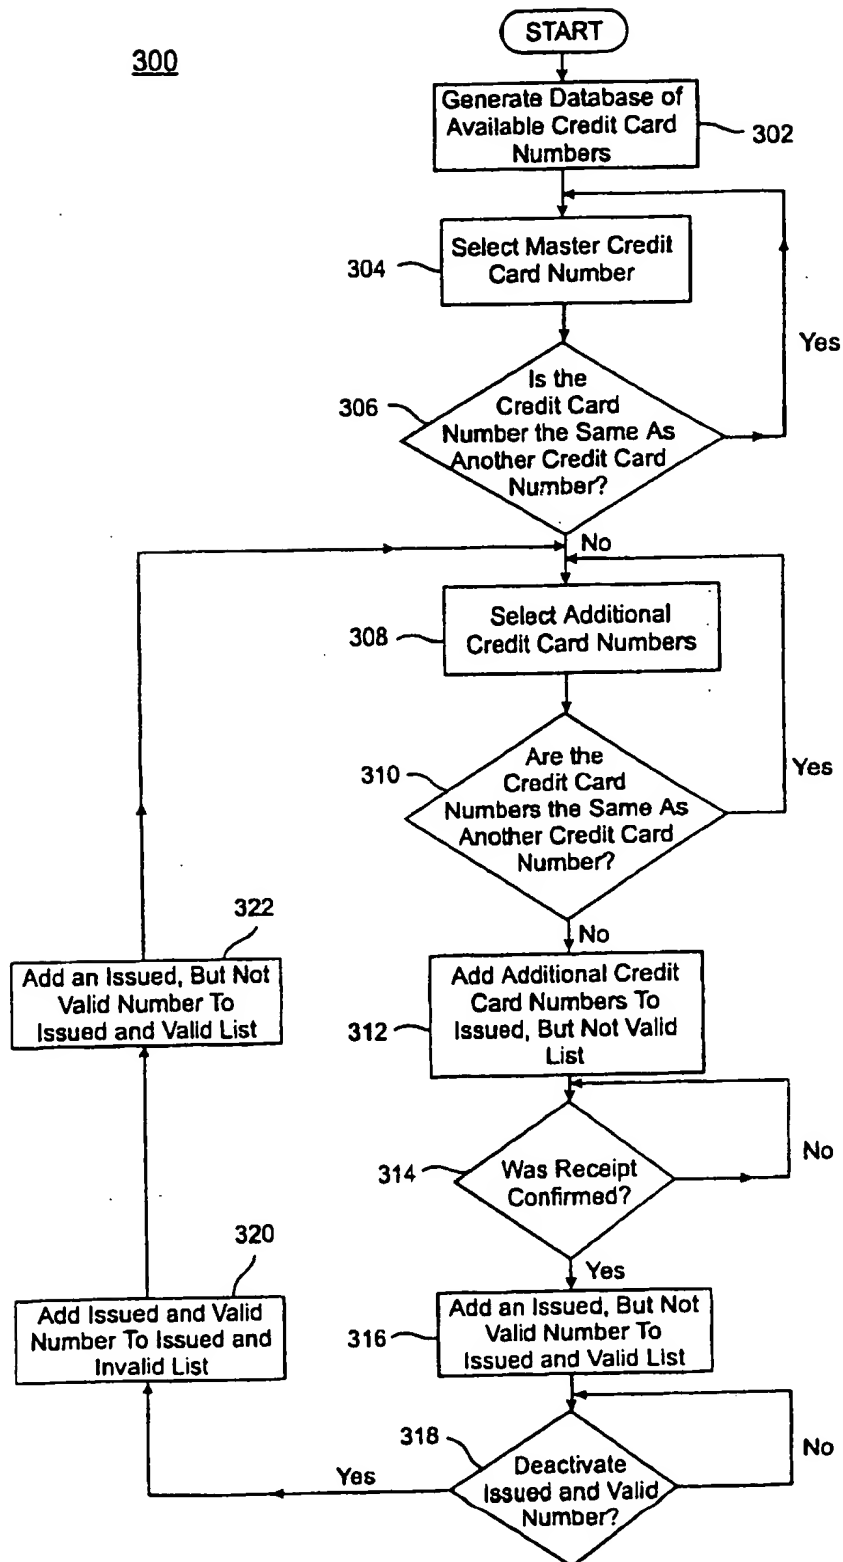 300
START
Generate Database of
Available Credit Card
Numbers
302
Select Master Credit
Card Number
304
Yes
Is the
Credit Card
Number the Same As
Another Credit Card
Number?
306
No
Select Additional
Credit Card Numbers
308
Are the
Credit Card
Numbers the Same As
Another Credit Card
Number?
310
Yes
No
322
Add an Issued, But Not
Valid Number To
Issued and Valid List
Add Additional Credit
Card Numbers To
Issued, But Not Valid
List
312
Was Receipt
Confirmed?
314
No
Yes
320
Add Issued and Valid
Number To Issued and
Invalid List
Add an Issued, But Not
Valid Number To
Issued and Valid List
316
318
Deactivate
Issued and Valid
Number?
No
Yes